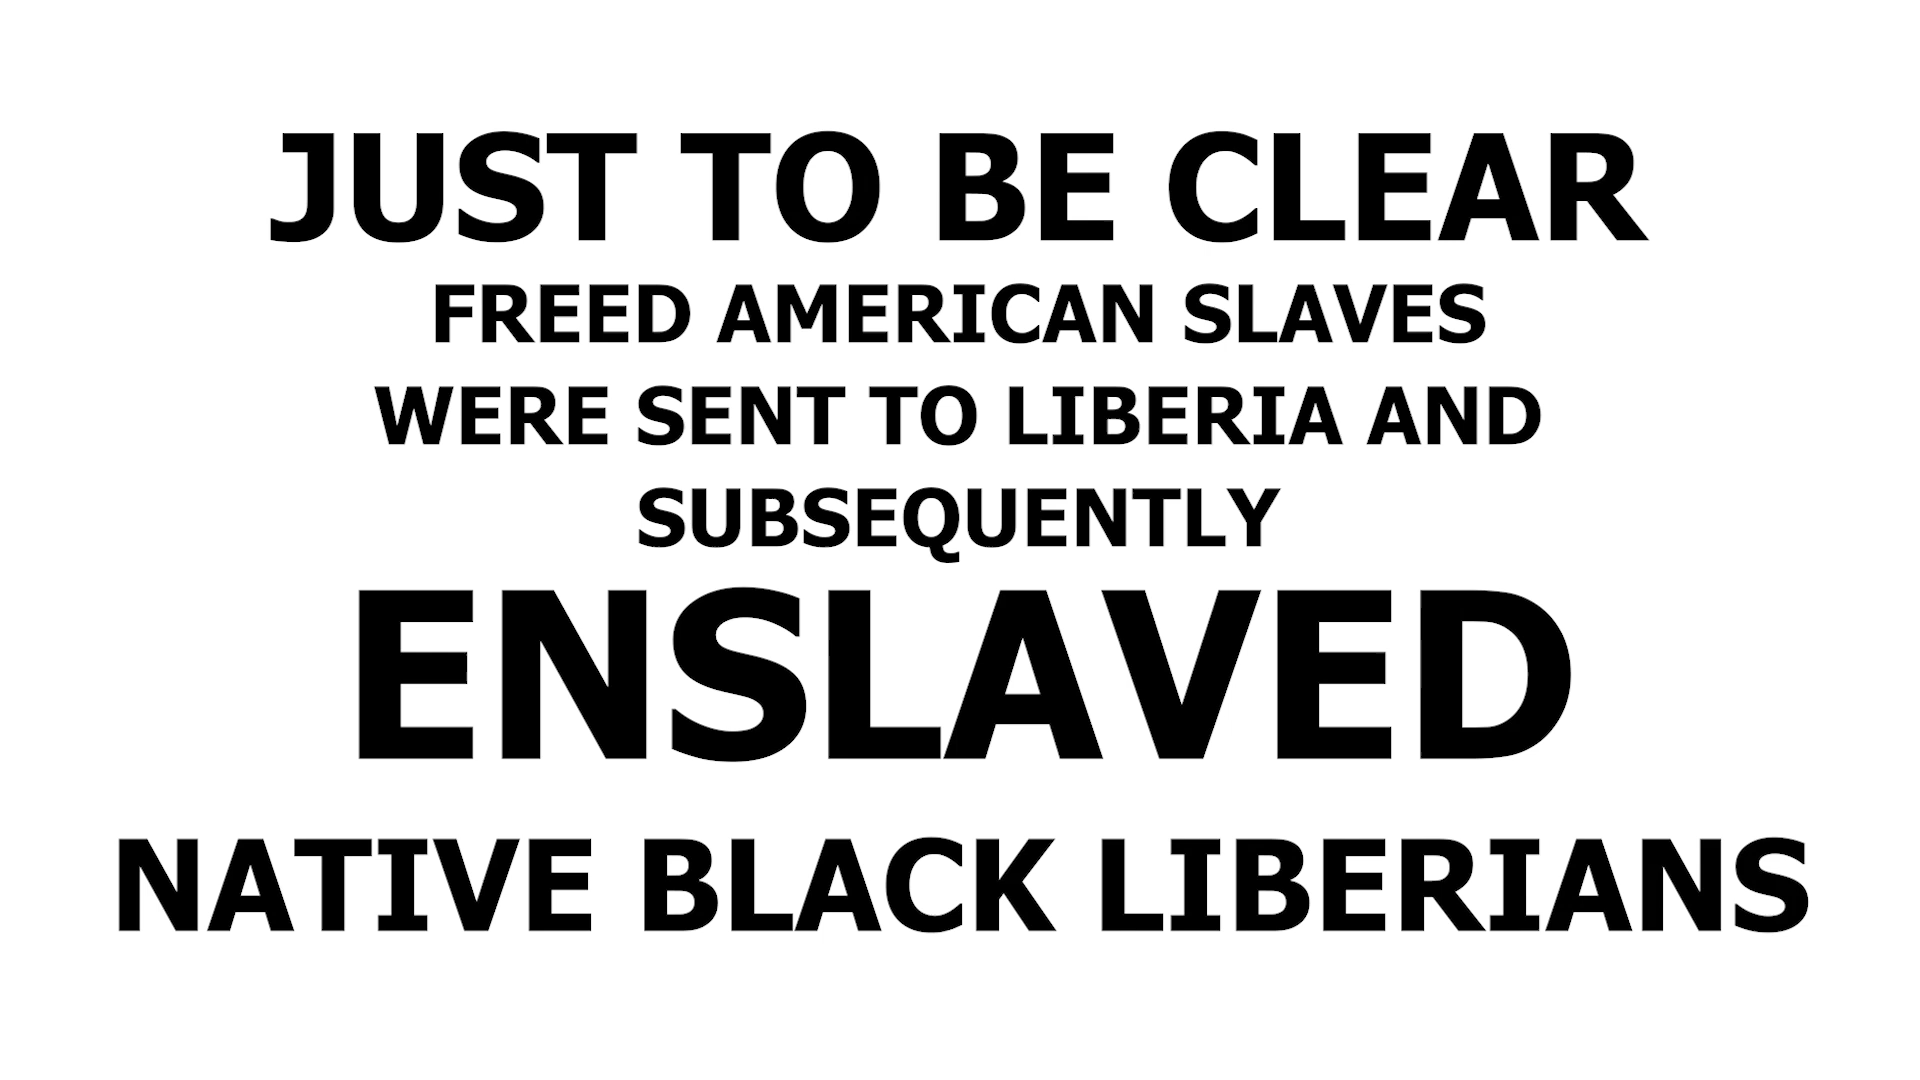 JUST TO BE CLEAR
FREED AMERICAN SLAVES
WERE SENT TO LIBERIA AND
SUBSEQUENTLY
ENSLAVED
NATIVE BLACK LIBERIANS